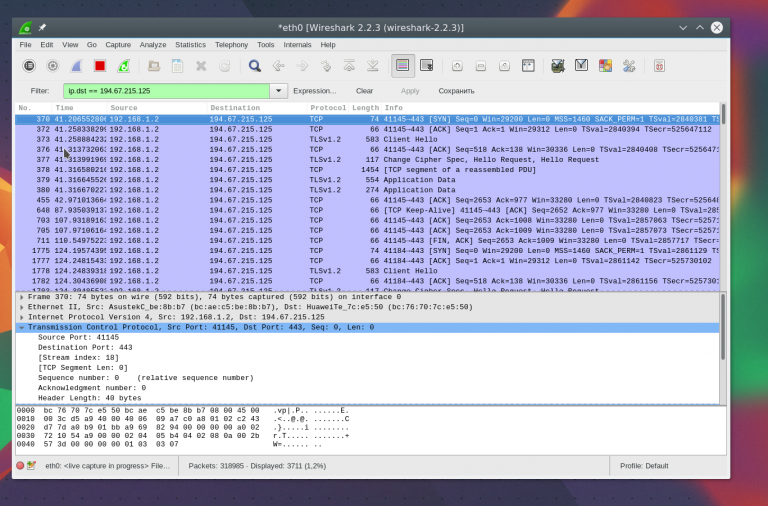 *eth0 [Wireshark 2.2.3 (wireshark-2.2.3)]
File Edit View Go Capture Analyze Statistics Telephony Tools Internals Help
Filter: ip.dst == 194.67.215.125 Expression... Clear Apply Сохранить
No. Time Source Destination Protocol Length Info
370 41.206552806 192.168.1.2 194.67.215.125 TCP 74 41145→443 [SYN] Seq=0 Win=29200 Len=0 MSS=1460 SACK_PERM=1 TSval=2840381
372 41.25833829 192.168.1.2 194.67.215.125 TCP 66 41145→443 [ACK] Seq=1 Ack=1 Win=29312 Len=0 TSval=2840394 TSecr=525647112
373 41.25884232 192.168.1.2 194.67.215.125 TLSv1.2 583 Client Hello
376 192.168.1.2 194.67.215.125 TCP 66 41145→443 [ACK] Seq=518 Ack=138 Win=30336 Len=0 TSval=2840408
377 41.31399196 192.168.1.2 194.67.215.125 TLSv1.2 117 Change Cipher Spec, Hello Request, Hello Request
378 41.31658021 192.168.1.2 194.67.215.125 TCP 1454 [TCP segment of a reassembled PDU]
379 41.31664552 192.168.1.2 194.67.215.125 TLSv1.2 554 Application Data
380 41.31667022 192.168.1.2 194.67.215.125 TLSv1.2 274 Application Data
455 42.97101366 192.168.1.2 194.67.215.125 TCP 66 41145→443 [ACK] Seq=2653 Ack=977 Win=33280 Len=0 TSval=2840823
648 87.93503913 192.168.1.2 194.67.215.125 TCP 66 [TCP Keep-Alive] 41145→443 [ACK] Seq=2652 Ack=977 Win=33280 Len=0
703 107.9318916 192.168.1.2 194.67.215.125 TCP 66 41145→443 [ACK] Seq=2653 Ack=1008 Win=33280 Len=0 TSval=2857063
705 107.9710616 192.168.1.2 194.67.215.125 TCP 66 41145→443 [ACK] Seq=2653 Ack=1009 Win=33280 Len=0 TSval=2857073
711 110.5497522 192.168.1.2 194.67.215.125 TCP 66 41145→443 [FIN, ACK] Seq=2653 Ack=1009 Win=33280 Len=0 TSval=2857717
1775 124.1957439 192.168.1.2 194.67.215.125 TCP 74 41184→443 [SYN] Seq=0 Win=29200 Len=0 MSS=1460 SACK_PERM=1 TSval=2861129
1777 124.2481543 192.168.1.2 194.67.215.125 TCP 66 41184→443 [ACK] Seq=1 Ack=1 Win=29312 Len=0 TSval=2861142 TSecr=525730102
1778 124.2483931 192.168.1.2 194.67.215.125 TLSv1.2 583 Client Hello
1782 124.3043690 192.168.1.2 194.67.215.125 TCP 66 41184→443 [ACK] Seq=518 Ack=138 Win=30336 Len=0 TSval=2861156
Frame 370: 74 bytes on wire (592 bits), 74 bytes captured (592 bits) on interface 0
Ethernet II, Src: AsustekC_be:8b:b7 (bc:ae:c5:be:8b:b7), Dst: HuaweiTe_7c:e5:50 (bc:76:70:7c:e5:50)
Internet Protocol Version 4, Src: 192.168.1.2, Dst: 194.67.215.125
Transmission Control Protocol, Src Port: 41145, Dst Port: 443, Seq: 0, Len: 0
Source Port: 41145
Destination Port: 443
[Stream index: 18]
[TCP Segment Len: 0]
Sequence number: 0 (relative sequence number)
Acknowledgment number: 0
Header Length: 40 bytes
0000 bc 76 70 7c e5 50 bc ae c5 be 8b b7 08 00 45 00 .vp|.P.. ......E.
0010 00 3c d5 a9 40 00 40 06 09 a7 c0 a8 01 02 c2 43 .<..@.@. .......C
0020 d7 7d a0 b9 01 bb a9 69 82 94 00 00 00 00 a0 02 .}.....i ........
0030 72 10 54 a9 00 00 02 04 05 b4 04 02 08 0a 00 2b r.T..... .......+
0040 57 3d 00 00 00 00 01 03 03 07 W=...... ..
eth0: <live capture in progress> File... Packets: 318985 · Displayed: 3711 (1,2%) Profile: Default